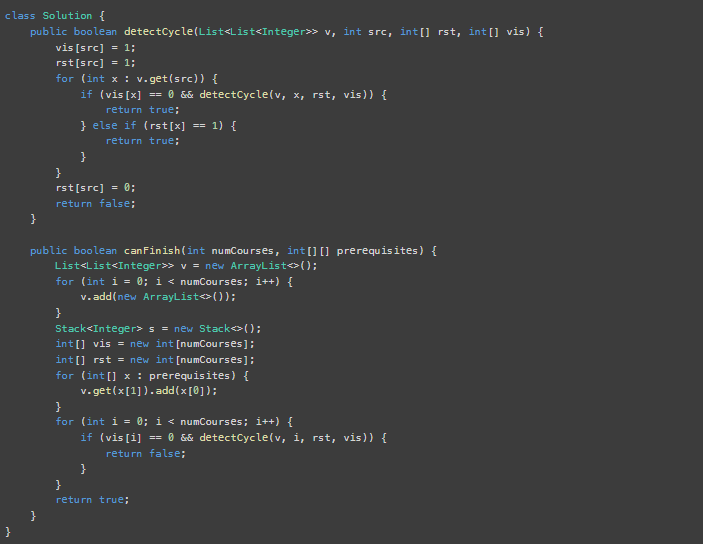 class Solution {
    public boolean detectCycle(List<List<Integer>> v, int src, int[] rst, int[] vis) {
        vis[src] = 1;
        rst[src] = 1;
        for (int x : v.get(src)) {
            if (vis[x] == 0 && detectCycle(v, x, rst, vis)) {
                return true;
            } else if (rst[x] == 1) {
                return true;
            }
        }
        rst[src] = 0;
        return false;
    }

    public boolean canFinish(int numCourses, int[][] prerequisites) {
        List<List<Integer>> v = new ArrayList<>();
        for (int i = 0; i < numCourses; i++) {
            v.add(new ArrayList<>());
        }
        Stack<Integer> s = new Stack<>();
        int[] vis = new int[numCourses];
        int[] rst = new int[numCourses];
        for (int[] x : prerequisites) {
            v.get(x[1]).add(x[0]);
        }
        for (int i = 0; i < numCourses; i++) {
            if (vis[i] == 0 && detectCycle(v, i, rst, vis)) {
                return false;
            }
        }
        return true;
    }
}